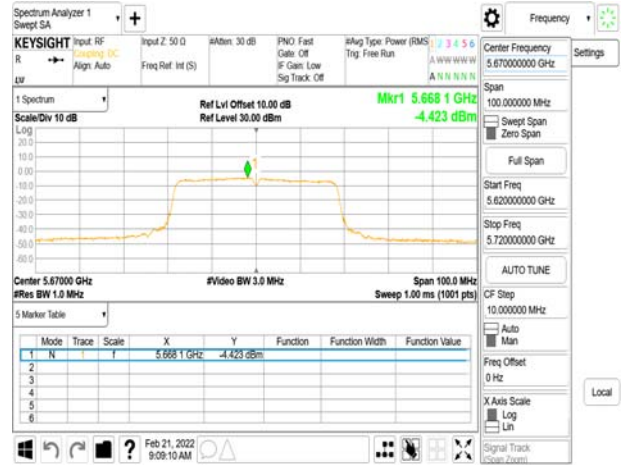 Spectrum Analyzer 1
Swept SA
Frequency
KEYSIGHT
Input: RF
Coupling: DC
Align: Auto
Input Z: 50 Ω
Freq Ref: Int (S)
#Atten: 30 dB
PNO: Fast
Gate: Off
IF Gain: Low
Sig Track: Off
#Avg Type: Power (RMS
Trig: Free Run
1 2 3 4 5 6
A W W W W W
A N N N N N
R
LW
Center Frequency
5.670000000 GHz
Settings
1 Spectrum
Ref Lvl Offset 10.00 dB
Mkr1 5.668 1 GHz
Scale/Div 10 dB
Ref Level 30.00 dBm
-4.423 dBm
Span
100.000000 MHz
Swept Span
Zero Span
Full Span
Start Freq
5.620000000 GHz
Stop Freq
5.720000000 GHz
AUTO TUNE
CF Step
10.000000 MHz
Auto
Man
Freq Offset
0 Hz
X Axis Scale
Log
Lin
Local
Signal Track
(Span Zoom)
Log
20.0
10.0
0.00
-10.0
-20.0
-30.0
-40.0
-50.0
-60.0
1
Center 5.67000 GHz
#Video BW 3.0 MHz
Span 100.0 MHz
#Res BW 1.0 MHz
Sweep 1.00 ms (1001 pts)
5 Marker Table
Mode Trace Scale X Y Function Function Width Function Value
1 N 1 f 5.668 1 GHz -4.423 dBm
2
3
4
5
6
?
Feb 21, 2022
9:09:10 AM